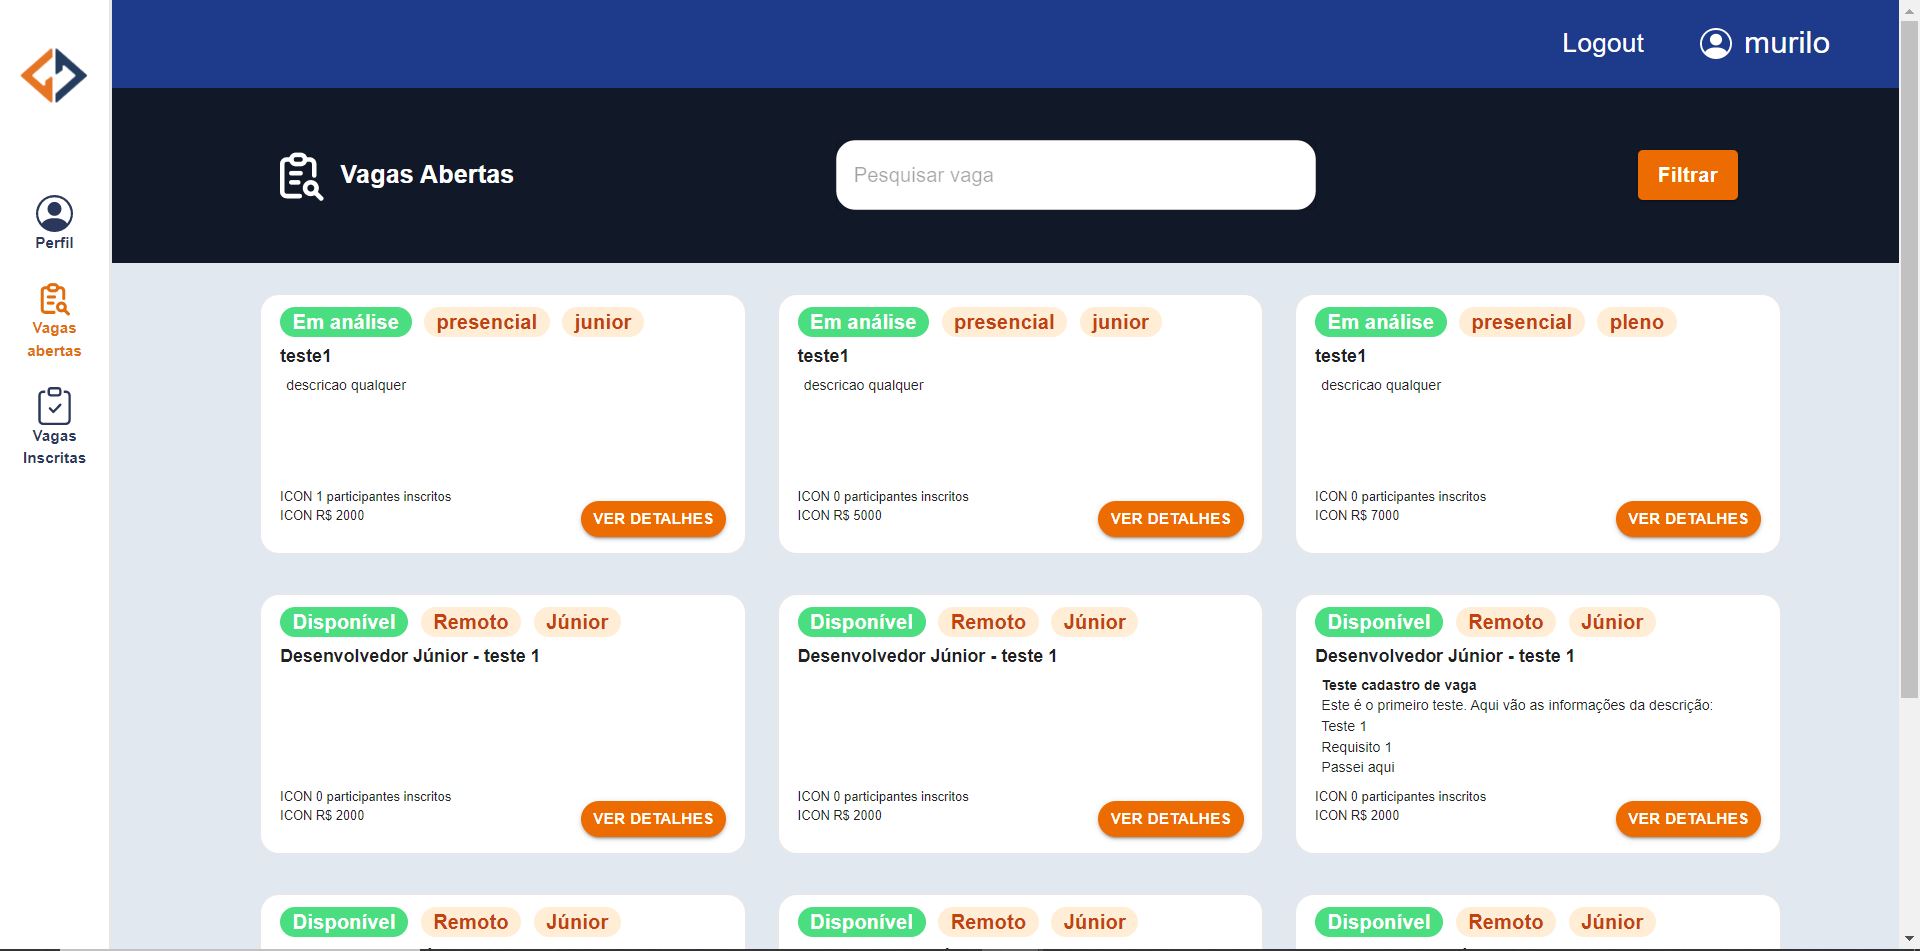 Logout murilo
Vagas Abertas
Pesquisar vaga
Filtrar
Perfil
Vagas
abertas
Vagas
Inscritas
Em análise presencial junior
teste1
descricao qualquer
ICON 1 participantes inscritos
ICON R$ 2000
VER DETALHES
Em análise presencial junior
teste1
descricao qualquer
ICON 0 participantes inscritos
ICON R$ 5000
VER DETALHES
Em análise presencial pleno
teste1
descricao qualquer
ICON 0 participantes inscritos
ICON R$ 7000
VER DETALHES
Disponível Remoto Júnior
Desenvolvedor Júnior - teste 1
ICON 0 participantes inscritos
ICON R$ 2000
VER DETALHES
Disponível Remoto Júnior
Desenvolvedor Júnior - teste 1
ICON 0 participantes inscritos
ICON R$ 2000
VER DETALHES
Disponível Remoto Júnior
Desenvolvedor Júnior - teste 1
Teste cadastro de vaga
Este é o primeiro teste. Aqui vão as informações da descrição:
Teste 1
Requisito 1
Passei aqui
ICON 0 participantes inscritos
ICON R$ 2000
VER DETALHES
Disponível Remoto Júnior
Disponível Remoto Júnior
Disponível Remoto Júnior